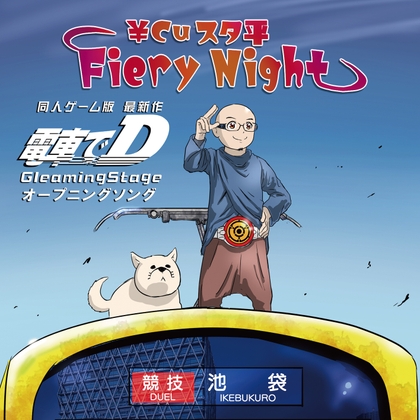 ¥Cuスタ平
Fiery Night
同人ゲーム版 最新作
電車でD
GleamingStage
オープニングソング
競技 池袋
DUEL IKEBUKURO